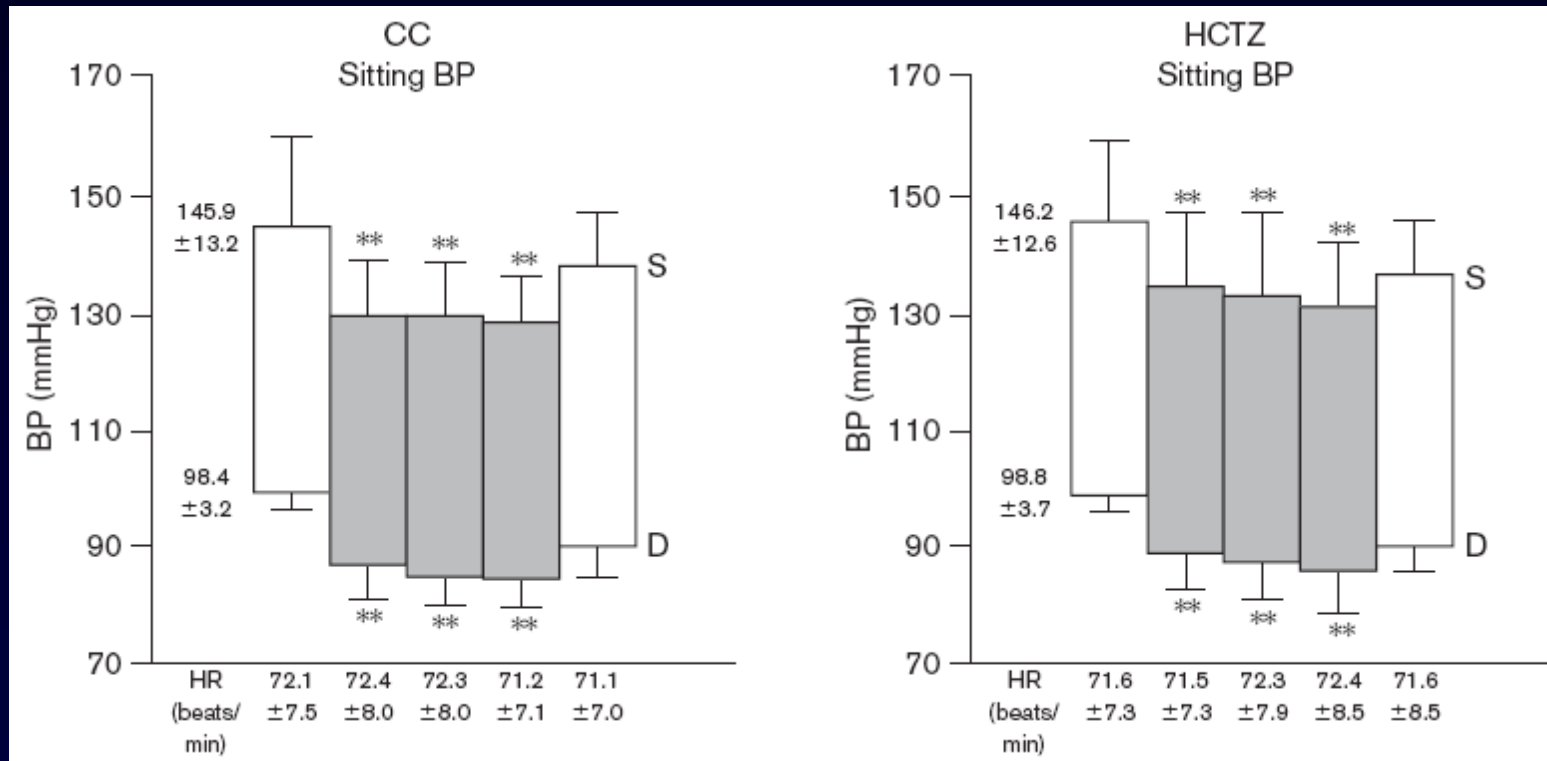 CC
Sitting BP
170
150
130
110
90
70
BP (mmHg)
145.9
±13.2
98.4
±3.2
** ** **
S
D
** ** **
HR 72.1 72.4 72.3 71.2 71.1
(beats/ ±7.5 ±8.0 ±8.0 ±7.1 ±7.0
min)
HCTZ
Sitting BP
170
150
130
110
90
70
BP (mmHg)
146.2
±12.6
98.8
±3.7
** ** **
S
D
** ** **
HR 71.6 71.5 72.3 72.4 71.6
(beats/ ±7.3 ±7.3 ±7.9 ±8.5 ±8.5
min)